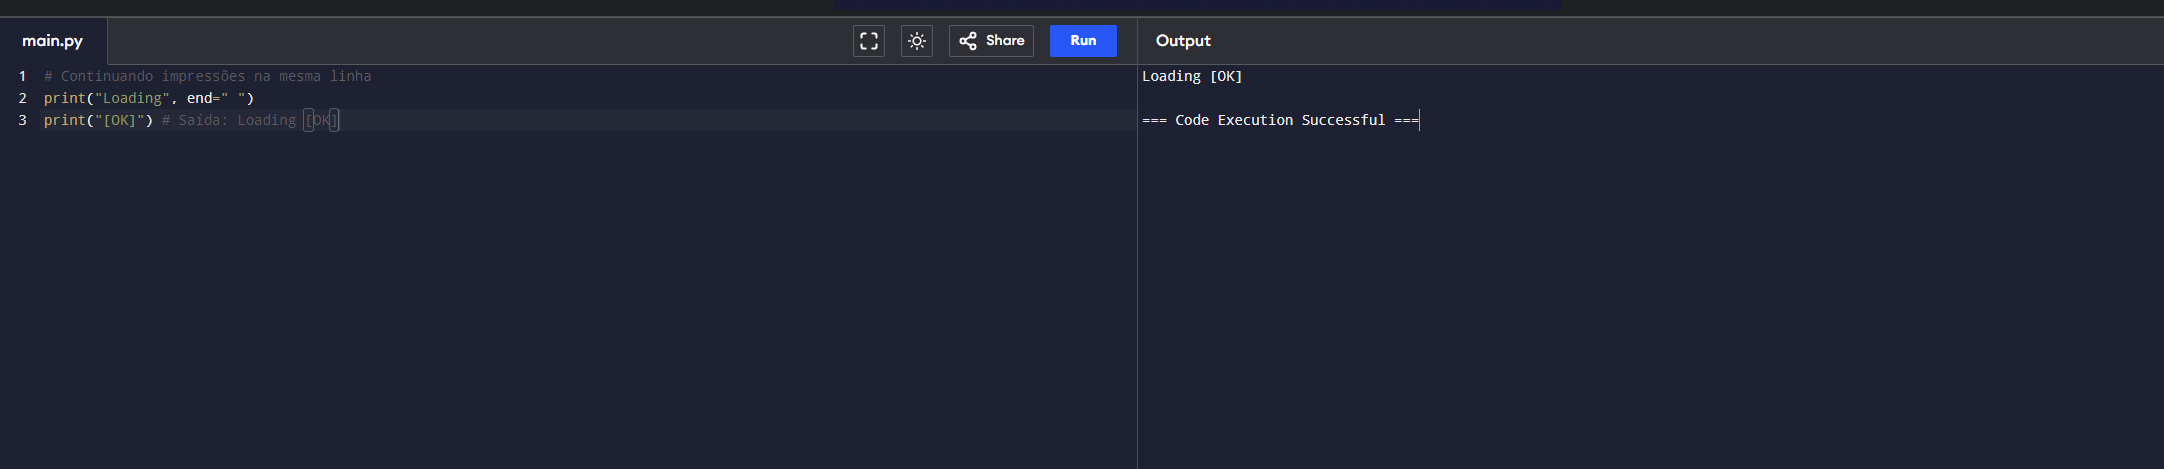 main.py
Share
Run
Output
1 # Continuando impressões na mesma linha
2 print("Loading", end=" ")
3 print("[OK]") # Saída: Loading [OK]
Loading [OK]
=== Code Execution Successful ===